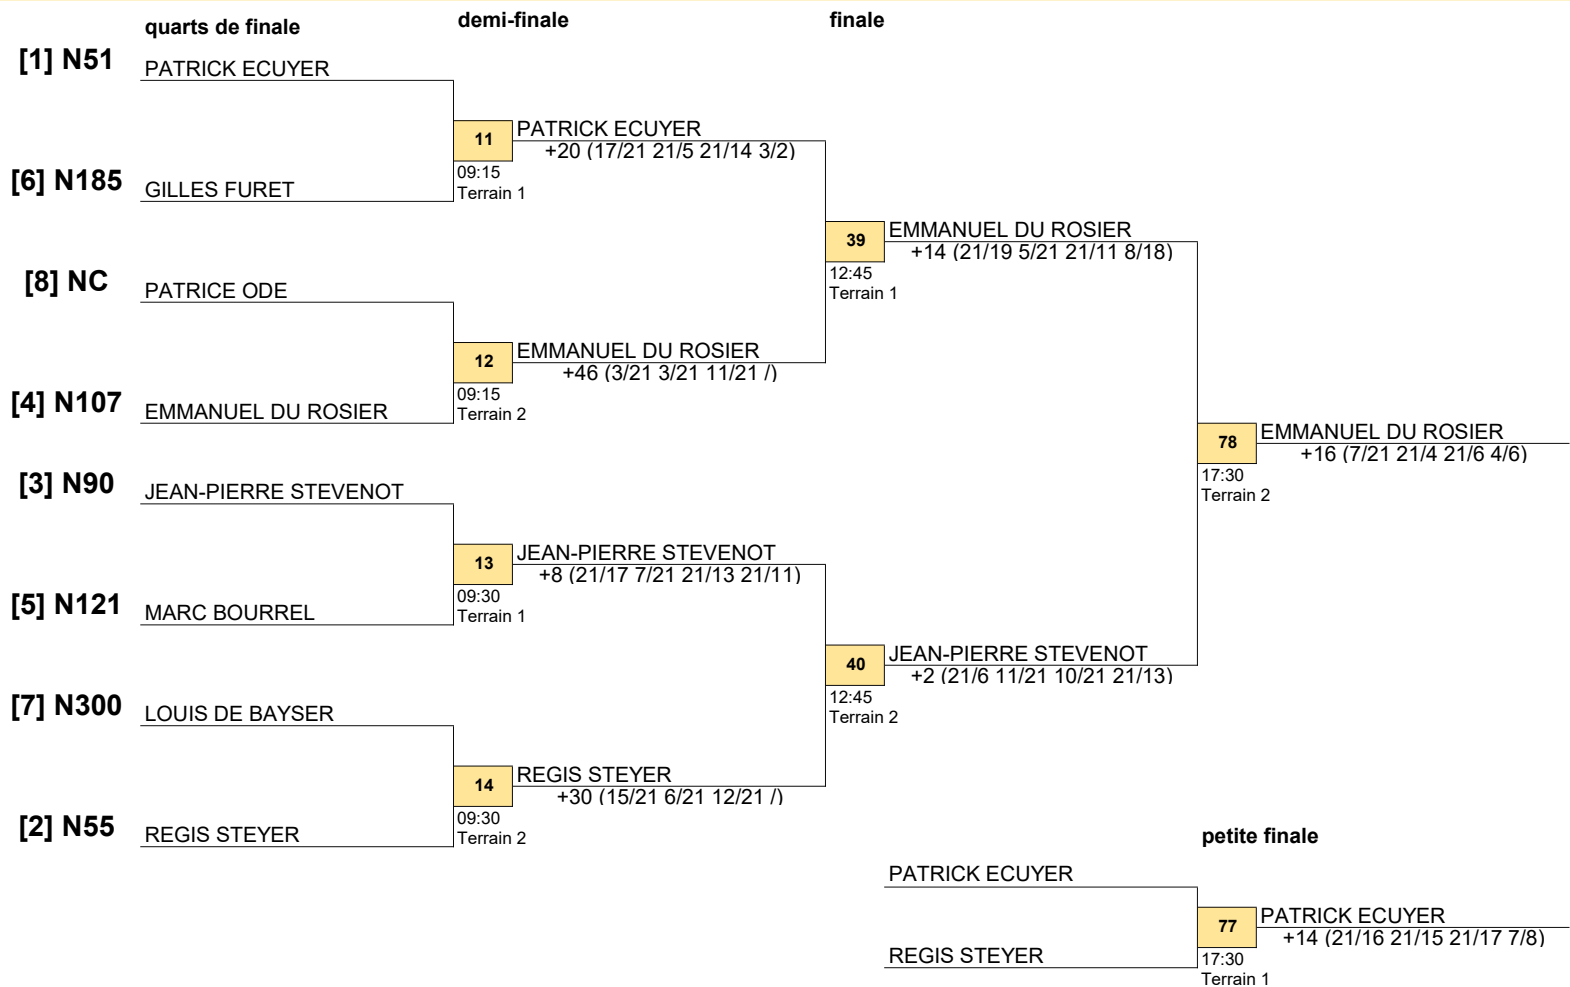 quarts de finale
demi-finale
finale
[1] N51
PATRICK ECUYER
11
PATRICK ECUYER
+20 (17/21 21/5 21/14 3/2)
09:15
Terrain 1
[6] N185
GILLES FURET
39
EMMANUEL DU ROSIER
+14 (21/19 5/21 21/11 8/18)
12:45
Terrain 1
[8] NC
PATRICE ODE
12
EMMANUEL DU ROSIER
+46 (3/21 3/21 11/21 /)
09:15
Terrain 2
[4] N107
EMMANUEL DU ROSIER
78
EMMANUEL DU ROSIER
+16 (7/21 21/4 21/6 4/6)
17:30
Terrain 2
[3] N90
JEAN-PIERRE STEVENOT
13
JEAN-PIERRE STEVENOT
+8 (21/17 7/21 21/13 21/11)
09:30
Terrain 1
[5] N121
MARC BOURREL
40
JEAN-PIERRE STEVENOT
+2 (21/6 11/21 10/21 21/13)
12:45
Terrain 2
[7] N300
LOUIS DE BAYSER
14
REGIS STEYER
+30 (15/21 6/21 12/21 /)
09:30
Terrain 2
[2] N55
REGIS STEYER
petite finale
PATRICK ECUYER
77
PATRICK ECUYER
+14 (21/16 21/15 21/17 7/8)
REGIS STEYER
17:30
Terrain 1